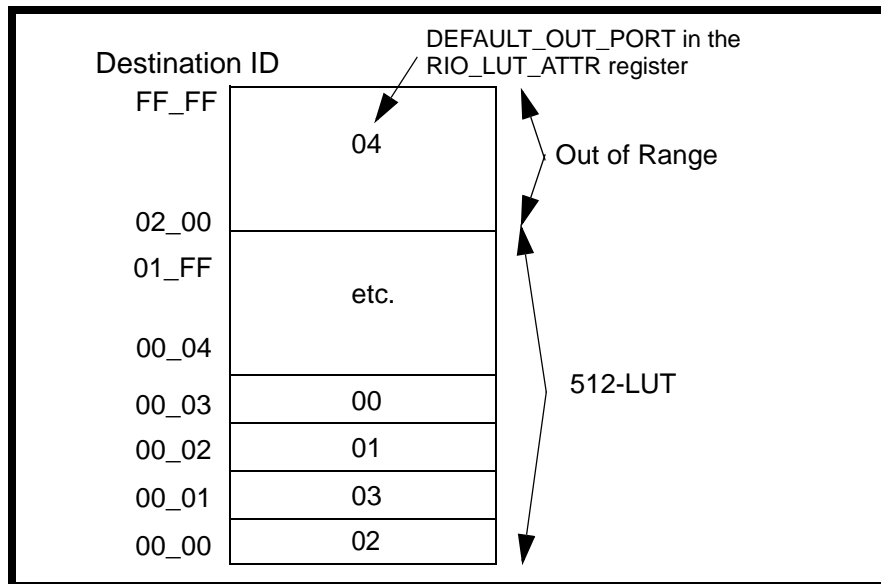 DEFAULT_OUT_PORT in the
RIO_LUT_ATTR register
Destination ID
FF_FF
04
Out of Range
02_00
01_FF
etc.
00_04
512-LUT
00_03 00
00_02 01
00_01 03
00_00 02